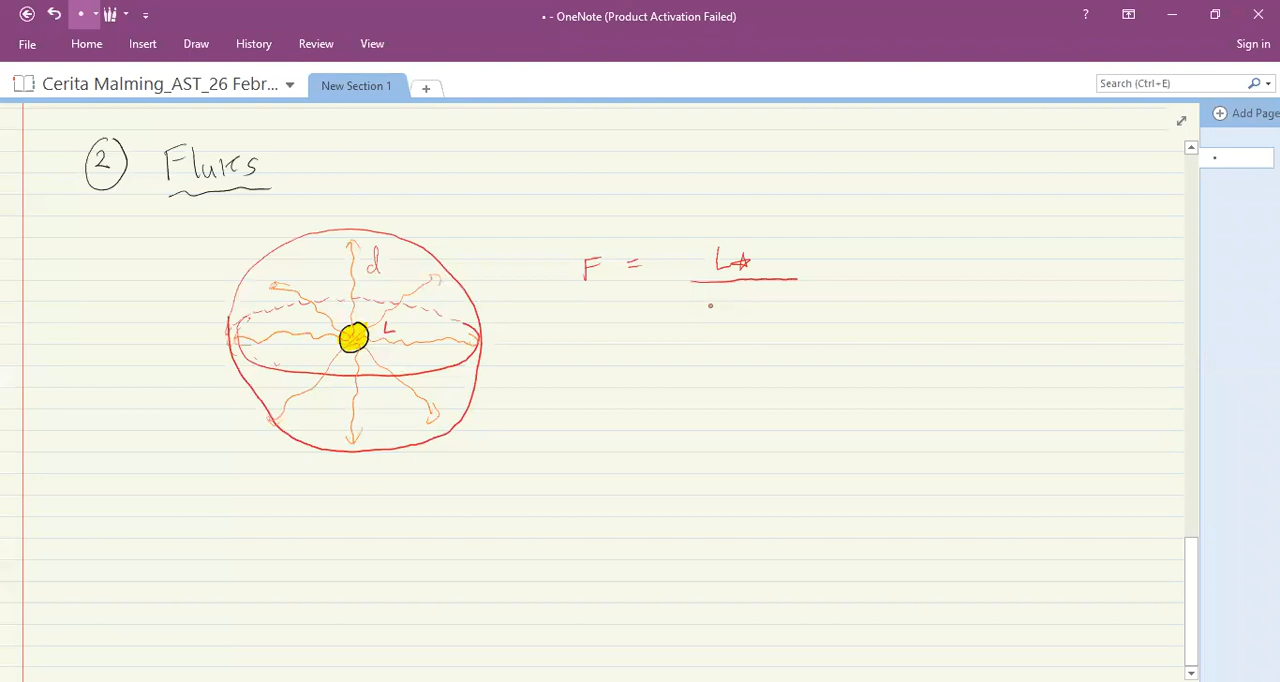 - OneNote (Product Activation Failed)
File Home Insert Draw History Review View Sign in
Cerita Malming_AST_26 Febr... New Section 1 Search (Ctrl+E)
Add Page
2 Fluks
d
F = L★
L